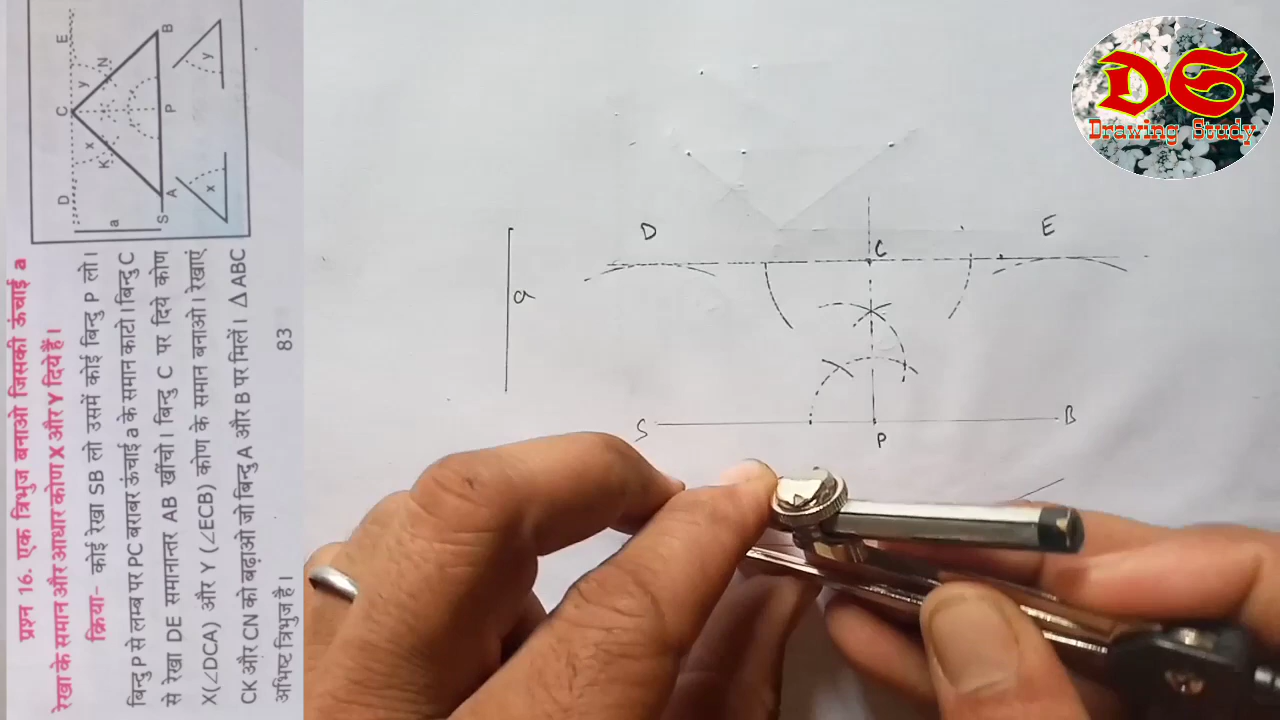 प्रश्न 16. एक त्रिभुज बनाओ जिसकी ऊंचाई a
रेखा के समान और आधार कोण X और Y दिये हैं।
क्रिया- कोई रेखा SB लो उसमें कोई बिन्दु P लो।
बिन्दु P से लम्ब पर PC बराबर ऊंचाई a के समान काटो। बिन्दु C
से रेखा DE समानान्तर AB खींचो। बिन्दु C पर दिये कोण
X(∠DCA) और Y (∠ECB) कोण के समान बनाओ। रेखाएं
CK और CN को बढ़ाओ जो बिन्दु A और B पर मिलें। △ABC
अभिष्ट त्रिभुज है।
83
D C E
x y
K N
a
S A P B
x y
DS
Drawing Study
D E
C
a
S P B